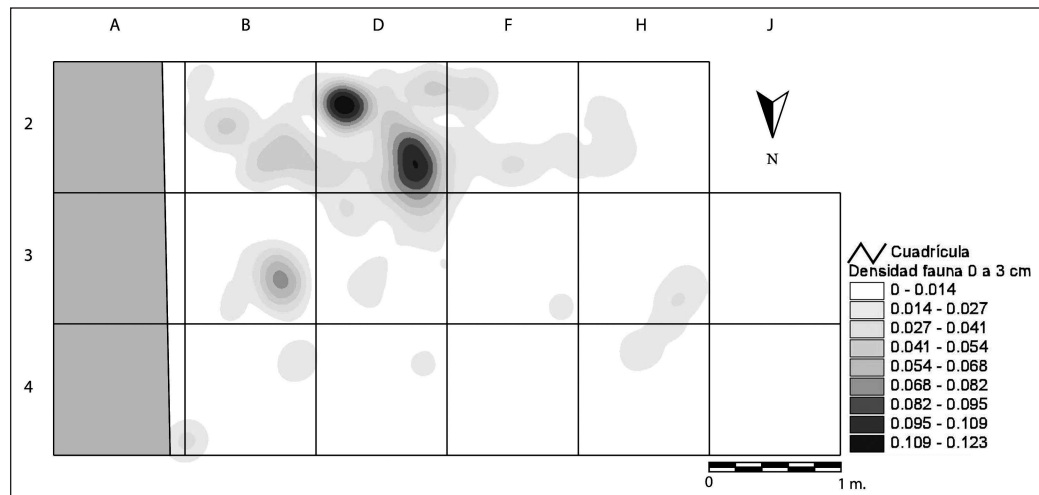 A B D F H J
2
N
3
4
Cuadrícula
Densidad fauna 0 a 3 cm
0 - 0.014
0.014 - 0.027
0.027 - 0.041
0.041 - 0.054
0.054 - 0.068
0.068 - 0.082
0.082 - 0.095
0.095 - 0.109
0.109 - 0.123
0 1 m.